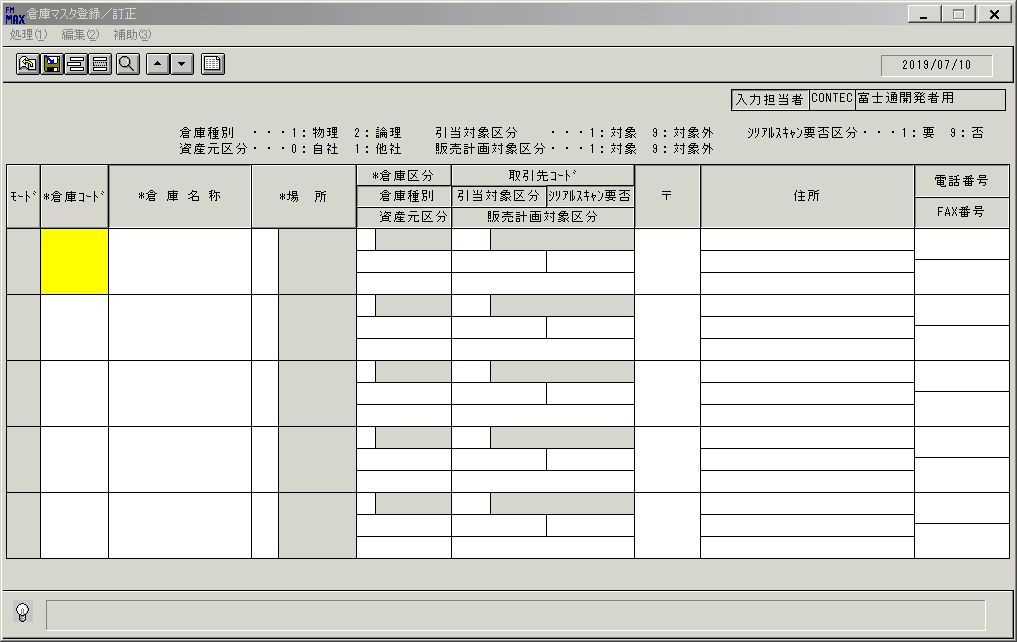 FM MAX 倉庫マスタ登録／訂正
処理(1) 編集(2) 補助(3)
2019/07/10
入力担当者 CONTEC 富士通開発者用
倉庫種別 ・・・1：物理 2：論理 引当対象区分 ・・・1：対象 9：対象外 ｼﾘｱﾙｽｷｬﾝ要否区分・・・1：要 9：否
資産元区分・・・0：自社 1：他社 販売計画対象区分・・・1：対象 9：対象外
ﾓｰﾄﾞ *倉庫ｺｰﾄﾞ *倉 庫 名 称 *場 所 *倉庫区分 取引先ｺｰﾄﾞ 〒 住所 電話番号
倉庫種別 引当対象区分 ｼﾘｱﾙｽｷｬﾝ要否
資産元区分 販売計画対象区分 FAX番号